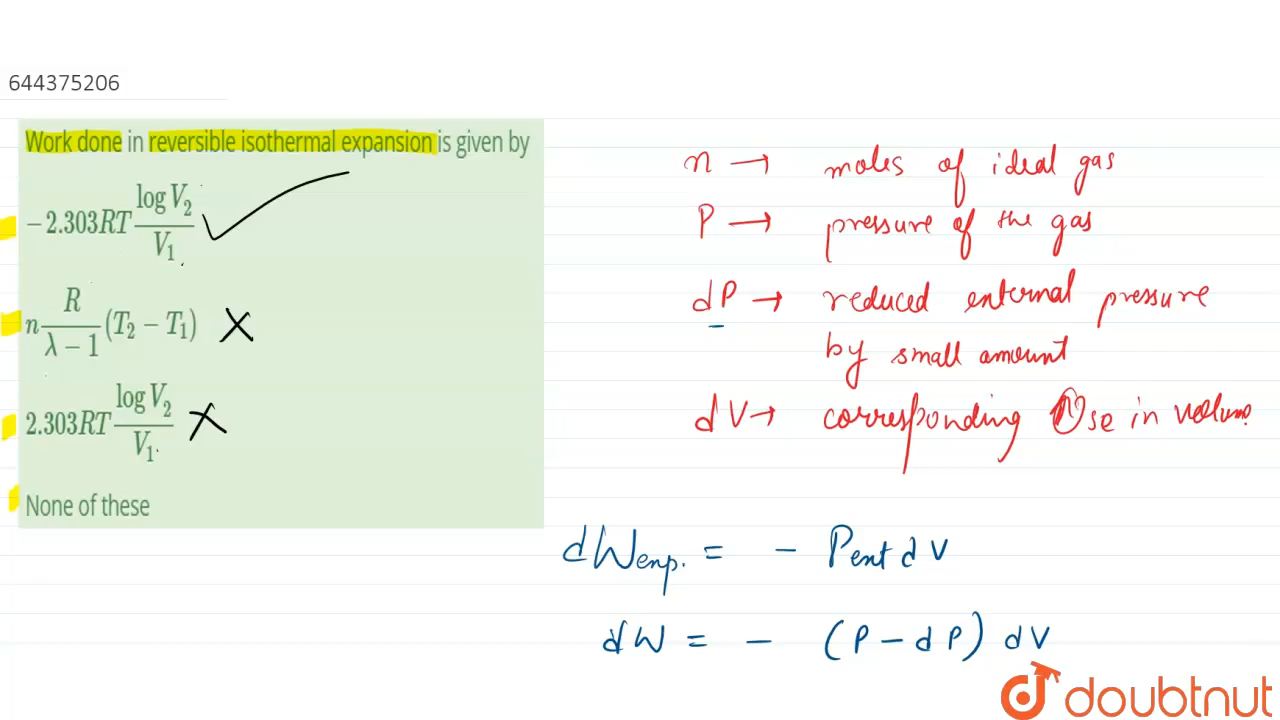 644375206
Work done in reversible isothermal expansion is given by
−2.303RT log V₂ / V₁
n R / λ − 1 (T₂ − T₁)
2.303RT log V₂ / V₁
None of these
n → moles of ideal gas
P → pressure of the gas
dP → reduced external pressure
by small amount
dV → corresponding se in volume
dWexp. = − Pext dV
dW = − (P − dP) dV
doubtnut